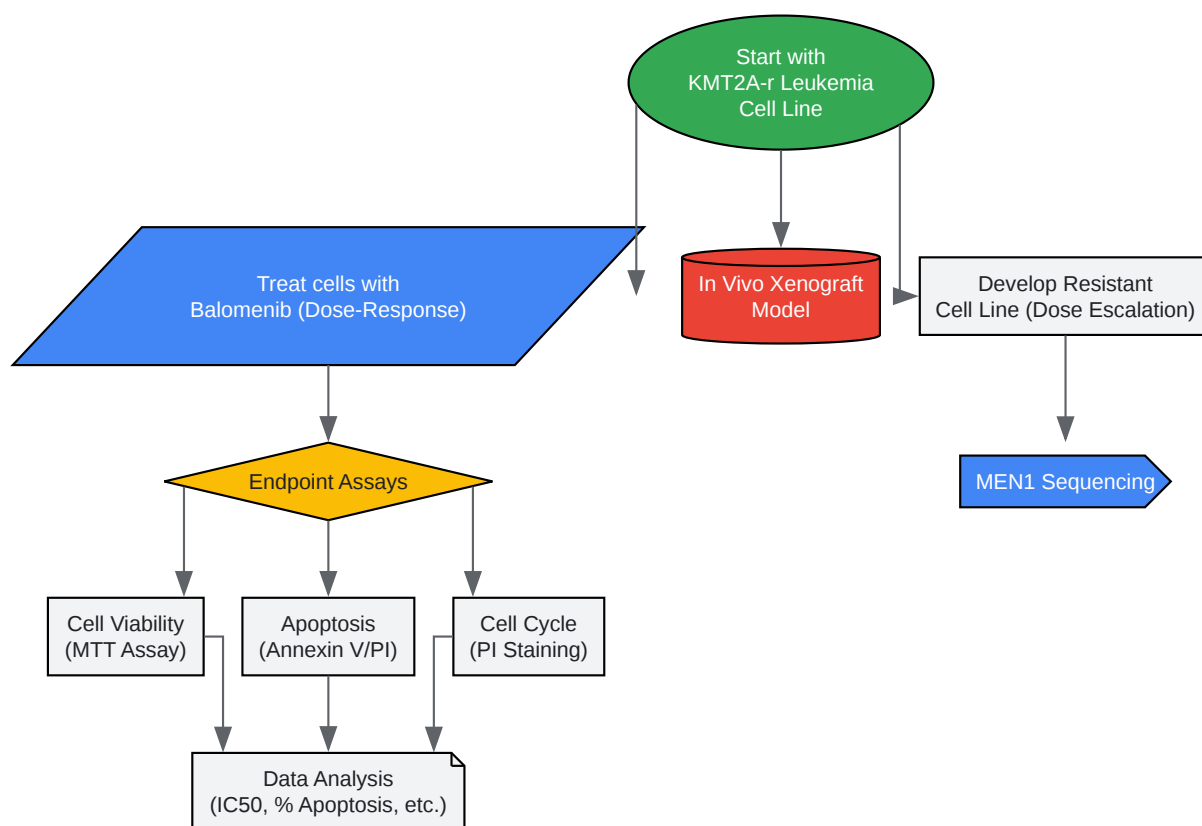 Start with
KMT2A-r Leukemia
Cell Line
Treat cells with
Balomenib (Dose-Response)
In Vivo Xenograft
Model
Develop Resistant
Cell Line (Dose Escalation)
Endpoint Assays
MEN1 Sequencing
Cell Viability
(MTT Assay)
Apoptosis
(Annexin V/PI)
Cell Cycle
(PI Staining)
Data Analysis
(IC50, % Apoptosis, etc.)